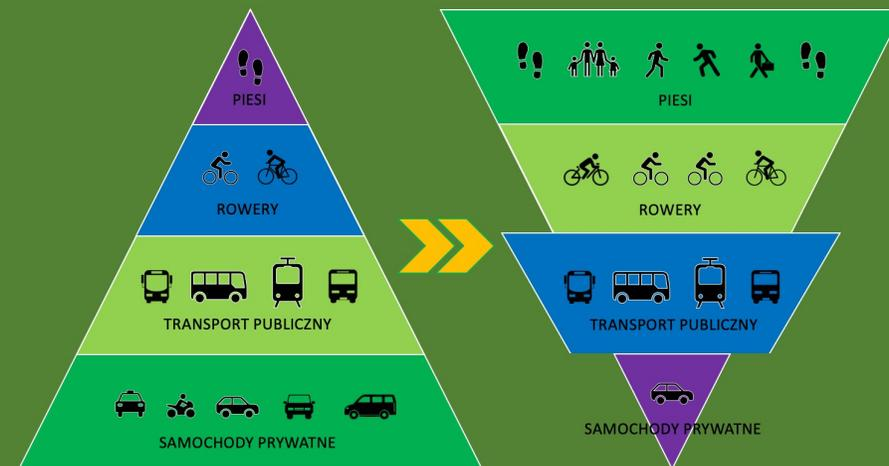 PIESI
ROWERY
TRANSPORT PUBLICZNY
SAMOCHODY PRYWATNE
PIESI
ROWERY
TRANSPORT PUBLICZNY
SAMOCHODY PRYWATNE